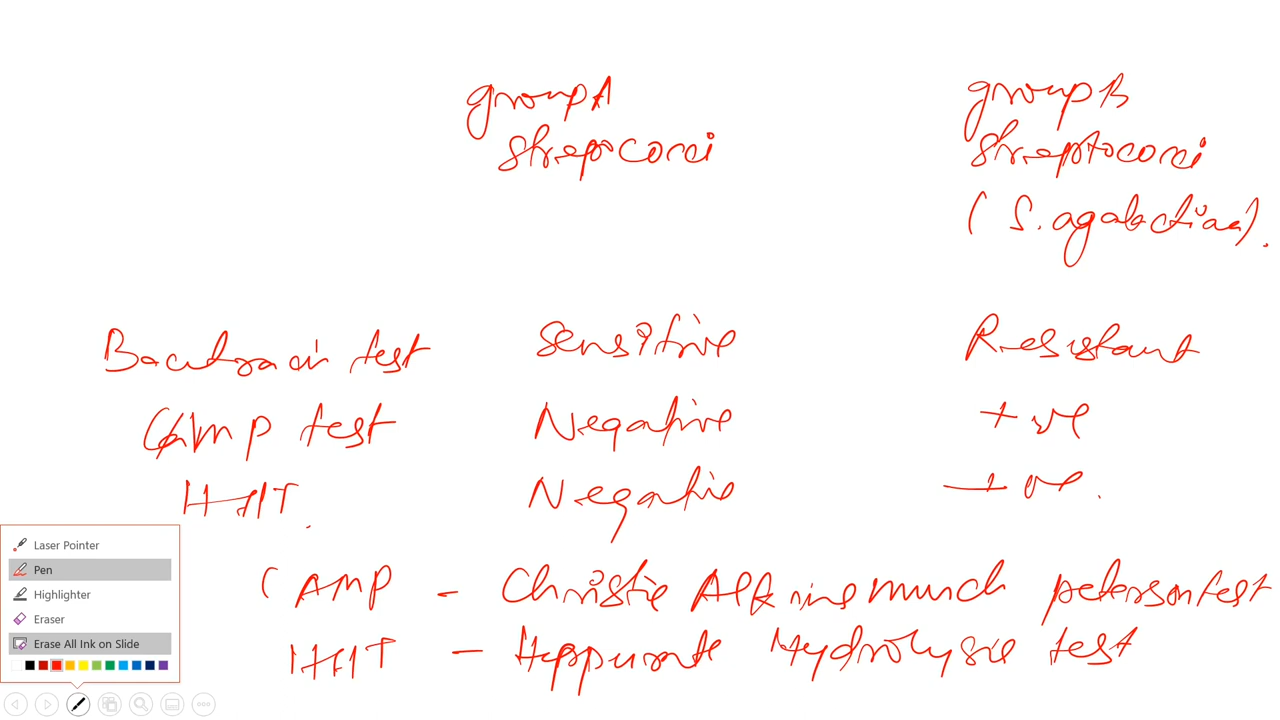 group A
group B
strepococci
streptococci
(S. agalactiae).
Bacitracin test Sensitive Resistant
CAMP test Negative +ve
HHT. Negative +ve.
Laser Pointer
Pen
Highlighter
Eraser
Erase All Ink on Slide
CAMP - Christie Atkins munch peterson test
HHT - Hippurate Hydrolysis test